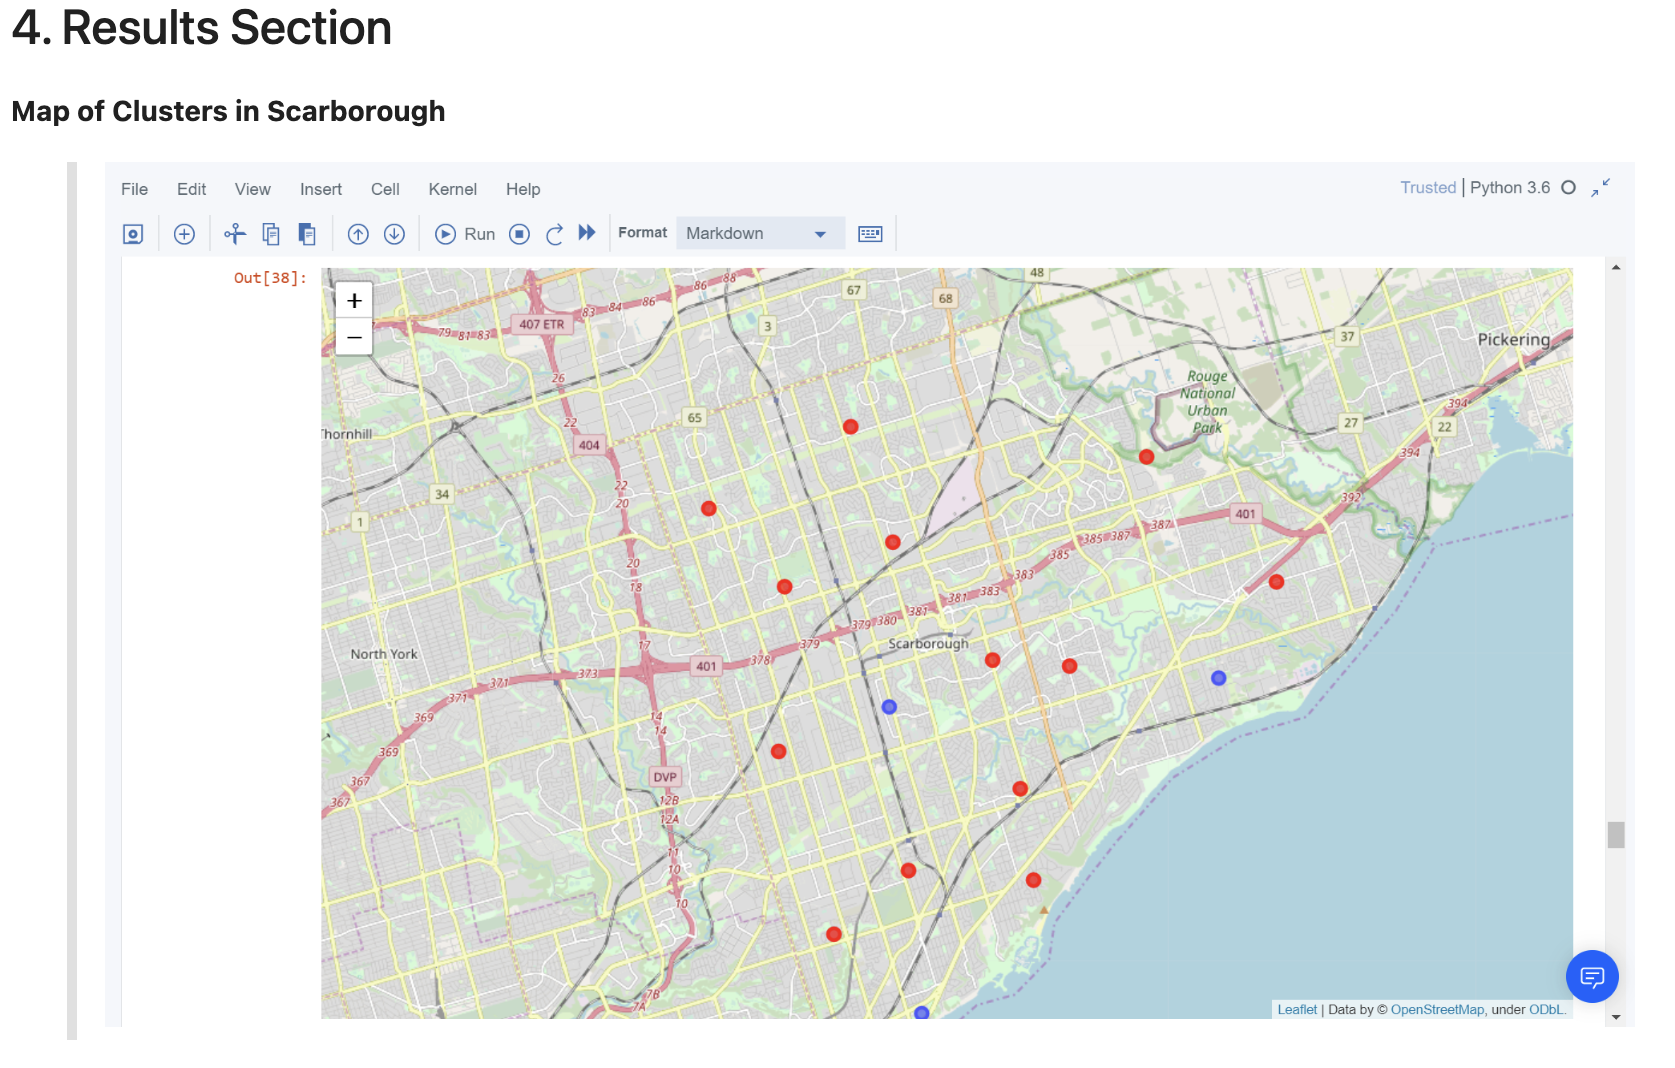 4. Results Section
Map of Clusters in Scarborough
File Edit View Insert Cell Kernel Help
Trusted | Python 3.6
Run
Format
Markdown
Out[38]:
+
−
48
67
68
86
88
86
84
83
407 ETR
79
81
83
3
37
Pickering
26
Rouge
National
Urban
Park
394
65
22
27
22
Thornhill
404
394
22
34
20
392
1
401
387
385
387
385
20
383
18
383
381
381
380
379
17
379
Scarborough
North York
401
378
373
371
371
14
369
14
369
DVP
367
12B
367
12A
11
10
10
7B
7A
Leaflet | Data by © OpenStreetMap, under ODbL.